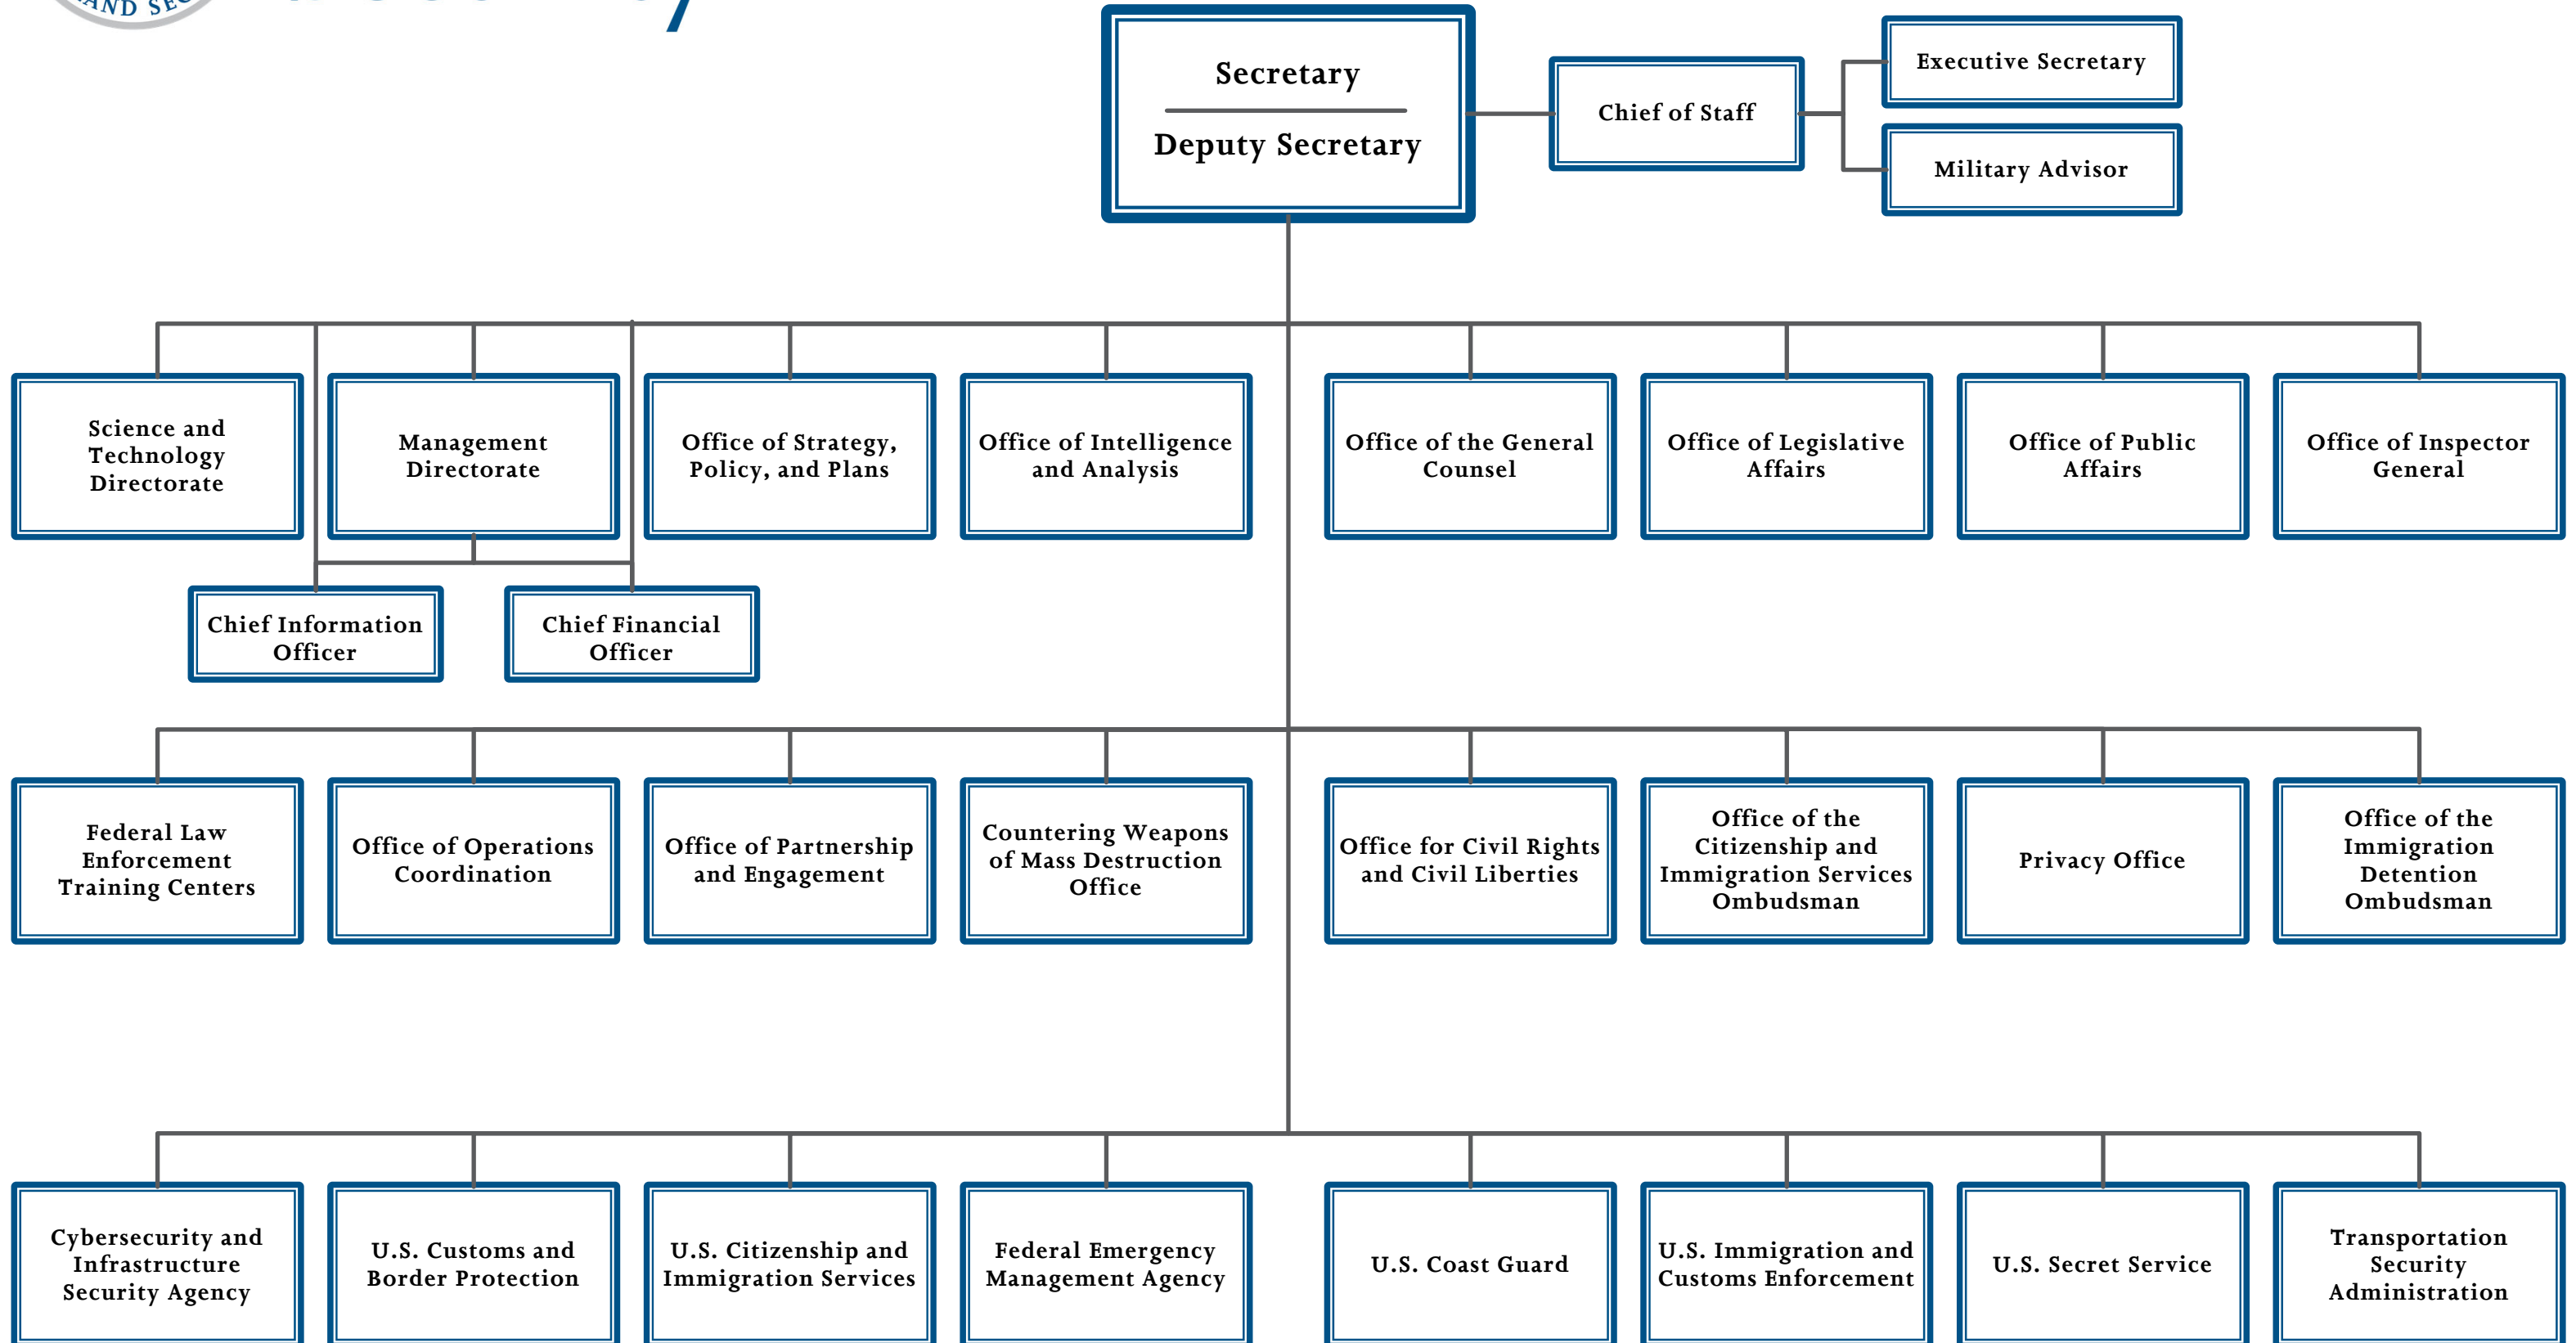 AND SEC
Secretary
Deputy Secretary
Chief of Staff
Executive Secretary
Military Advisor
Science and
Technology
Directorate
Management
Directorate
Office of Strategy,
Policy, and Plans
Office of Intelligence
and Analysis
Office of the General
Counsel
Office of Legislative
Affairs
Office of Public
Affairs
Office of Inspector
General
Chief Information
Officer
Chief Financial
Officer
Federal Law
Enforcement
Training Centers
Office of Operations
Coordination
Office of Partnership
and Engagement
Countering Weapons
of Mass Destruction
Office
Office for Civil Rights
and Civil Liberties
Office of the
Citizenship and
Immigration Services
Ombudsman
Privacy Office
Office of the
Immigration
Detention
Ombudsman
Cybersecurity and
Infrastructure
Security Agency
U.S. Customs and
Border Protection
U.S. Citizenship and
Immigration Services
Federal Emergency
Management Agency
U.S. Coast Guard
U.S. Immigration and
Customs Enforcement
U.S. Secret Service
Transportation
Security
Administration